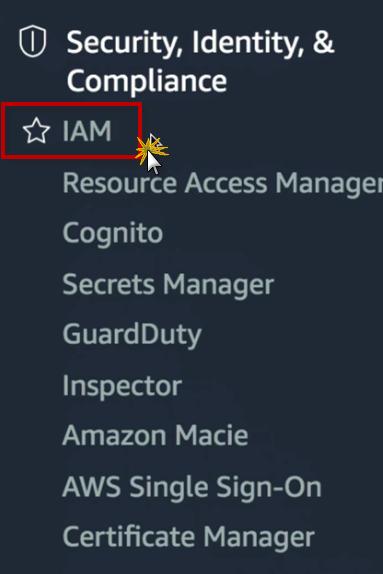 Security, Identity, &
Compliance
IAM
Resource Access Manager
Cognito
Secrets Manager
GuardDuty
Inspector
Amazon Macie
AWS Single Sign-On
Certificate Manager